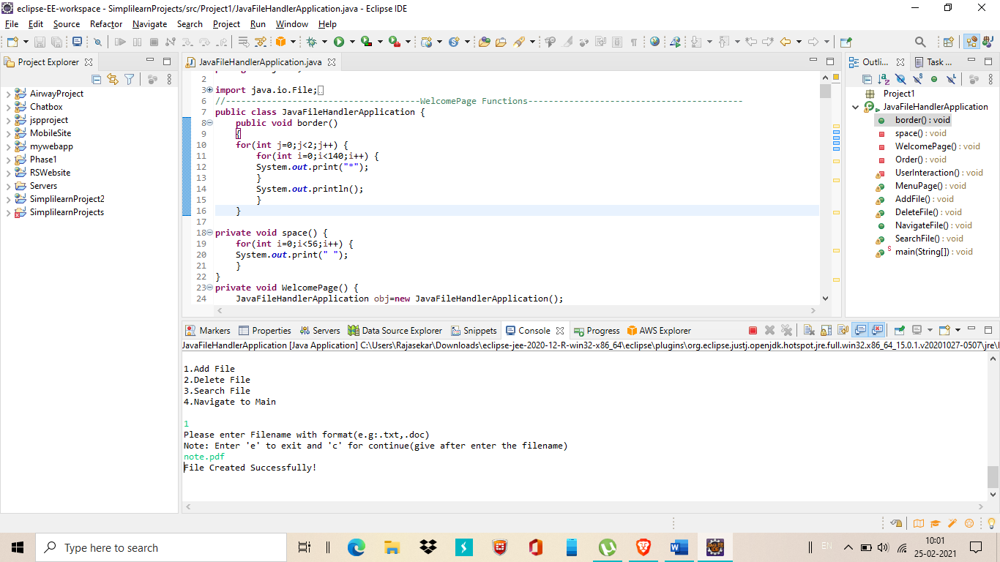 eclipse-EE-workspace - SimplilearnProjects/src/Project1/JavaFileHandlerApplication.java - Eclipse IDE
File Edit Source Refactor Navigate Search Project Run Window Help
Project Explorer
AirwayProject
Chatbox
jspproject
MobileSite
mywebapp
Phase1
RSWebsite
Servers
SimplilearnProject2
SimplilearnProjects
JavaFileHandlerApplication.java
2
3 import java.io.File;
6 //--------------------------------------WelcomePage Functions------------------------------------------
7 public class JavaFileHandlerApplication {
8 public void border()
9 {
10 for(int j=0;j<2;j++) {
11 for(int i=0;i<140;i++) {
12 System.out.print("*");
13 }
14 System.out.println();
15 }
16 }
17
18 private void space() {
19 for(int i=0;i<56;i++) {
20 System.out.print(" ");
21 }
22 }
23 private void WelcomePage() {
24 JavaFileHandlerApplication obj=new JavaFileHandlerApplication();
Outli... Task ...
Project1
JavaFileHandlerApplication
border() : void
space() : void
WelcomePage() : void
Order() : void
UserInteraction() : void
MenuPage() : void
AddFile() : void
DeleteFile() : void
NavigateFile() : void
SearchFile() : void
main(String[]) : void
Markers Properties Servers Data Source Explorer Snippets Console Progress AWS Explorer
JavaFileHandlerApplication [Java Application] C:\Users\Rajasekar\Downloads\eclipse-jee-2020-12-R-win32-x86_64\eclipse\plugins\org.eclipse.justj.openjdk.hotspot.jre.full.win32.x86_64_15.0.1.v20201027-0507\jre\
1.Add File
2.Delete File
3.Search File
4.Navigate to Main
1
Please enter Filename with format(e.g:.txt,.doc)
Note: Enter 'e' to exit and 'c' for continue(give after enter the filename)
note.pdf
File Created Successfully!
Type here to search
EN
10:01
25-02-2021